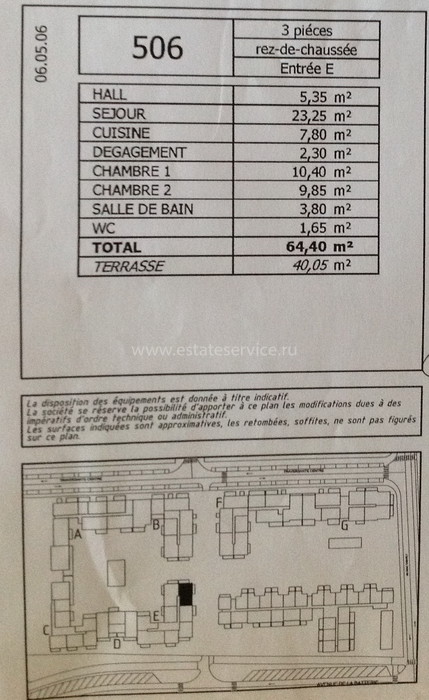 06.05.06
506
3 piéces
rez-de-chaussée
Entrée E
HALL 5,35 m²
SEJOUR 23,25 m²
CUISINE 7,80 m²
DEGAGEMENT 2,30 m²
CHAMBRE 1 10,40 m²
CHAMBRE 2 9,85 m²
SALLE DE BAIN 3,80 m²
WC 1,65 m²
TOTAL 64,40 m²
TERRASSE 40,05 m²
www.estateservice.ru
La disposition des équipements est donnée à titre indicatif.
La société se réserve la possibilité d'apporter à ce plan les modifications dues à des
impératifs d'ordre technique ou administratif.
Les surfaces indiquées sont approximatives, les retombées, soffites, ne sont pas figurés
sur ce plan.
F
B
G
A
E
C
D
AVENUE DE LA